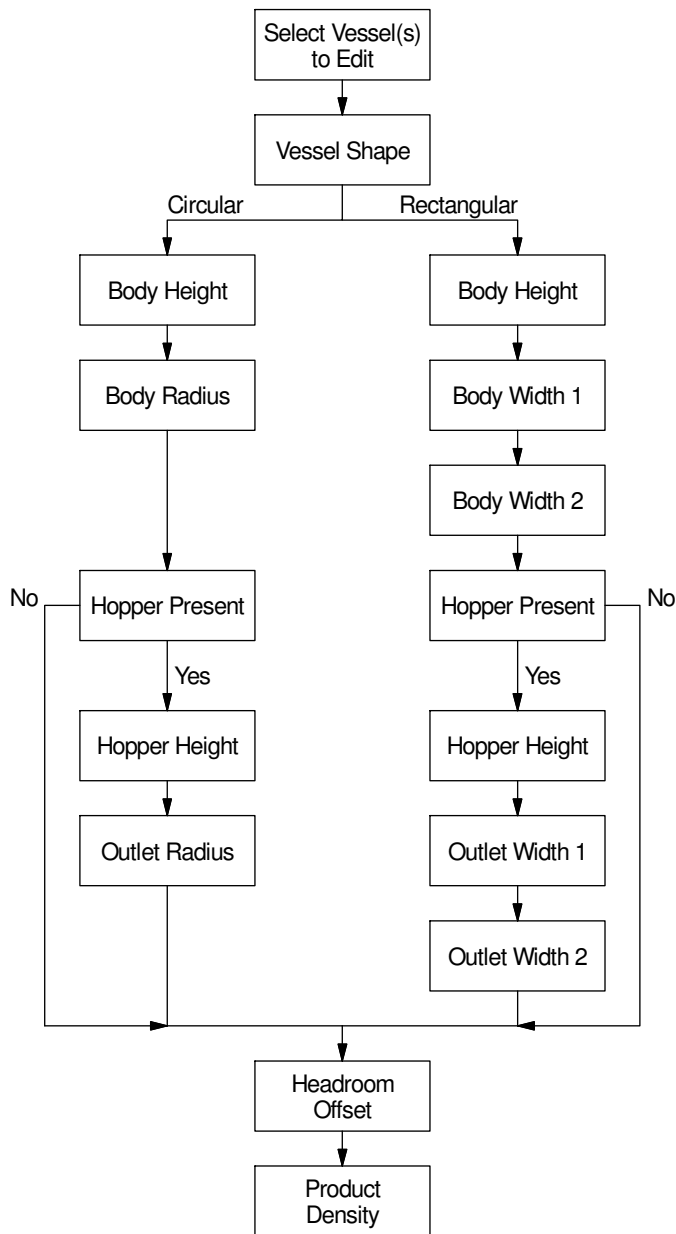 Select Vessel(s)
to Edit
Vessel Shape
Circular
Rectangular
Body Height
Body Height
Body Radius
Body Width 1
Body Width 2
No
Hopper Present
Hopper Present
No
Yes
Yes
Hopper Height
Hopper Height
Outlet Radius
Outlet Width 1
Outlet Width 2
Headroom
Offset
Product
Density